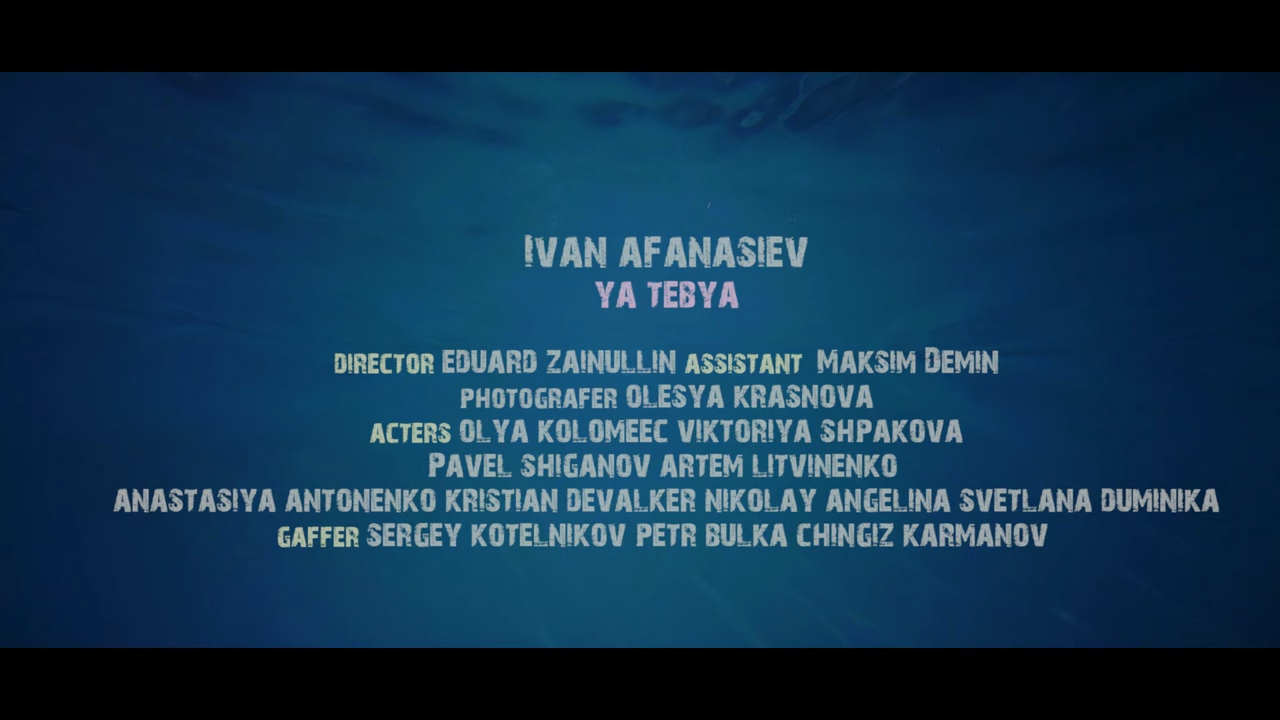 Ivan Afanasiev
YA TEBYA
DIRECTOR EDUARD ZAINULLIN ASSISTANT Maksim Demin
PHOTOGRAFER OLESYA KRASNOVA
ACTERS OLYA KOLOMEEC VIKTORIYA SHPAKOVA
Pavel SHIGANOV ARTEM LITVINENKO
ANASTASIYA ANTONENKO KRISTIAN DEVALKER NIKOLAY ANGELINA SVETLANA DUMINIKA
GAFFER SERGEY KOTELNIKOV PETR BULKA CHINGIZ KARMANOV